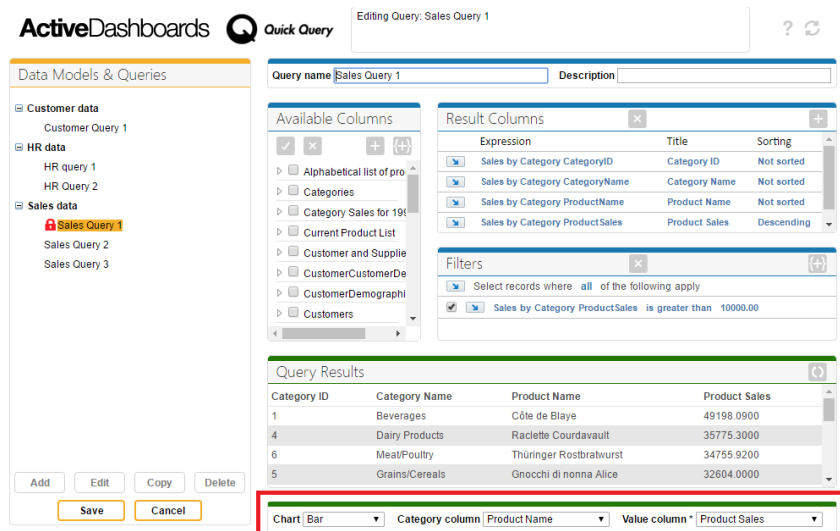 ActiveDashboards Quick Query
Editing Query: Sales Query 1
?
Data Models & Queries
Customer data
Customer Query 1
HR data
HR query 1
HR Query 2
Sales data
Sales Query 1
Sales Query 2
Sales Query 3
Add Edit Copy Delete
Save Cancel
Query name Sales Query 1 Description
Available Columns
Alphabetical list of pro
Categories
Category Sales for 199
Current Product List
Customer and Supplie
CustomerCustomerDe
CustomerDemographi
Customers
Result Columns
Expression Title Sorting
Sales by Category CategoryID Category ID Not sorted
Sales by Category CategoryName Category Name Not sorted
Sales by Category ProductName Product Name Not sorted
Sales by Category ProductSales Product Sales Descending
Filters
Select records where all of the following apply
Sales by Category ProductSales is greater than 10000.00
Query Results
Category ID Category Name Product Name Product Sales
1 Beverages Côte de Blaye 49198.0900
4 Dairy Products Raclette Courdavault 35775.3000
6 Meat/Poultry Thüringer Rostbratwurst 34755.9200
5 Grains/Cereals Gnocchi di nonna Alice 32604.0000
Chart Bar Category column Product Name Value column * Product Sales